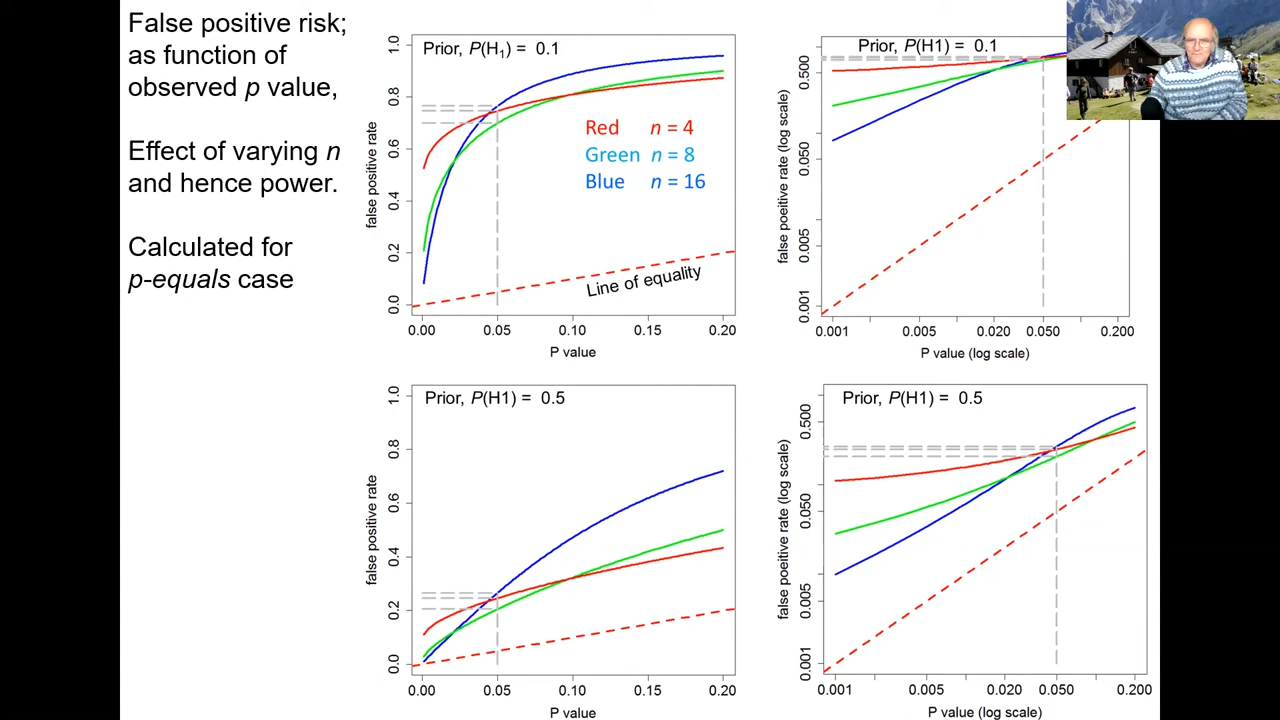 False positive risk;
as function of
observed p value,
Effect of varying n
and hence power.
Calculated for
p-equals case
Prior, P(H₁) = 0.1
false positive rate
1.0
0.8
0.6
0.4
0.2
0.0
Red n = 4
Green n = 8
Blue n = 16
Line of equality
0.00 0.05 0.10 0.15 0.20
P value
Prior, P(H1) = 0.1
false poeitive rate (log scale)
0.500
0.050
0.005
0.001
0.001 0.005 0.020 0.050 0.200
P value (log scale)
Prior, P(H1) = 0.5
false positive rate
1.0
0.8
0.6
0.4
0.2
0.0
0.00 0.05 0.10 0.15 0.20
P value
Prior, P(H1) = 0.5
false poeitive rate (log scale)
0.500
0.050
0.005
0.001
0.001 0.005 0.020 0.050 0.200
P value (log scale)